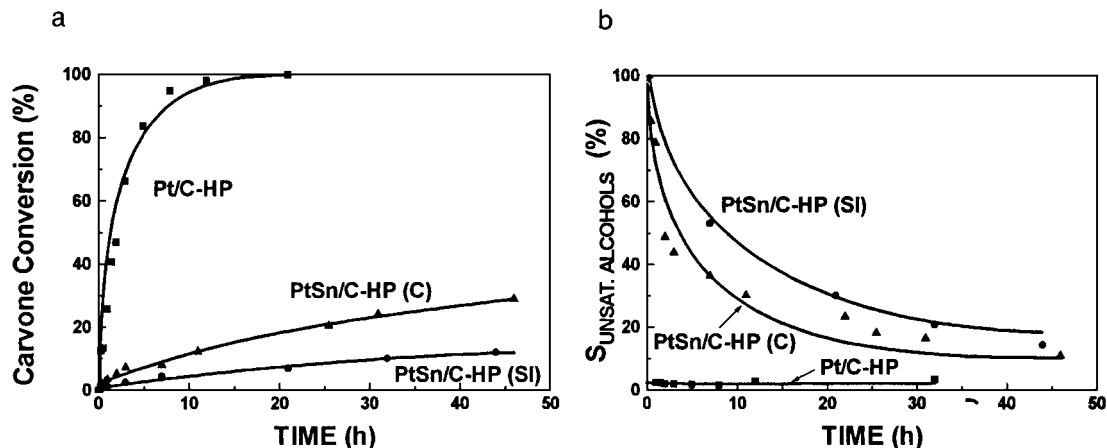 a
Carvone Conversion (%)
100
80
60
40
20
0
Pt/C-HP
PtSn/C-HP (C)
PtSn/C-HP (SI)
0 10 20 30 40 50
TIME (h)
b
SUNSAT. ALCOHOLS (%)
100
80
60
40
20
0
PtSn/C-HP (SI)
PtSn/C-HP (C)
Pt/C-HP
0 10 20 30 40 50
TIME (h)